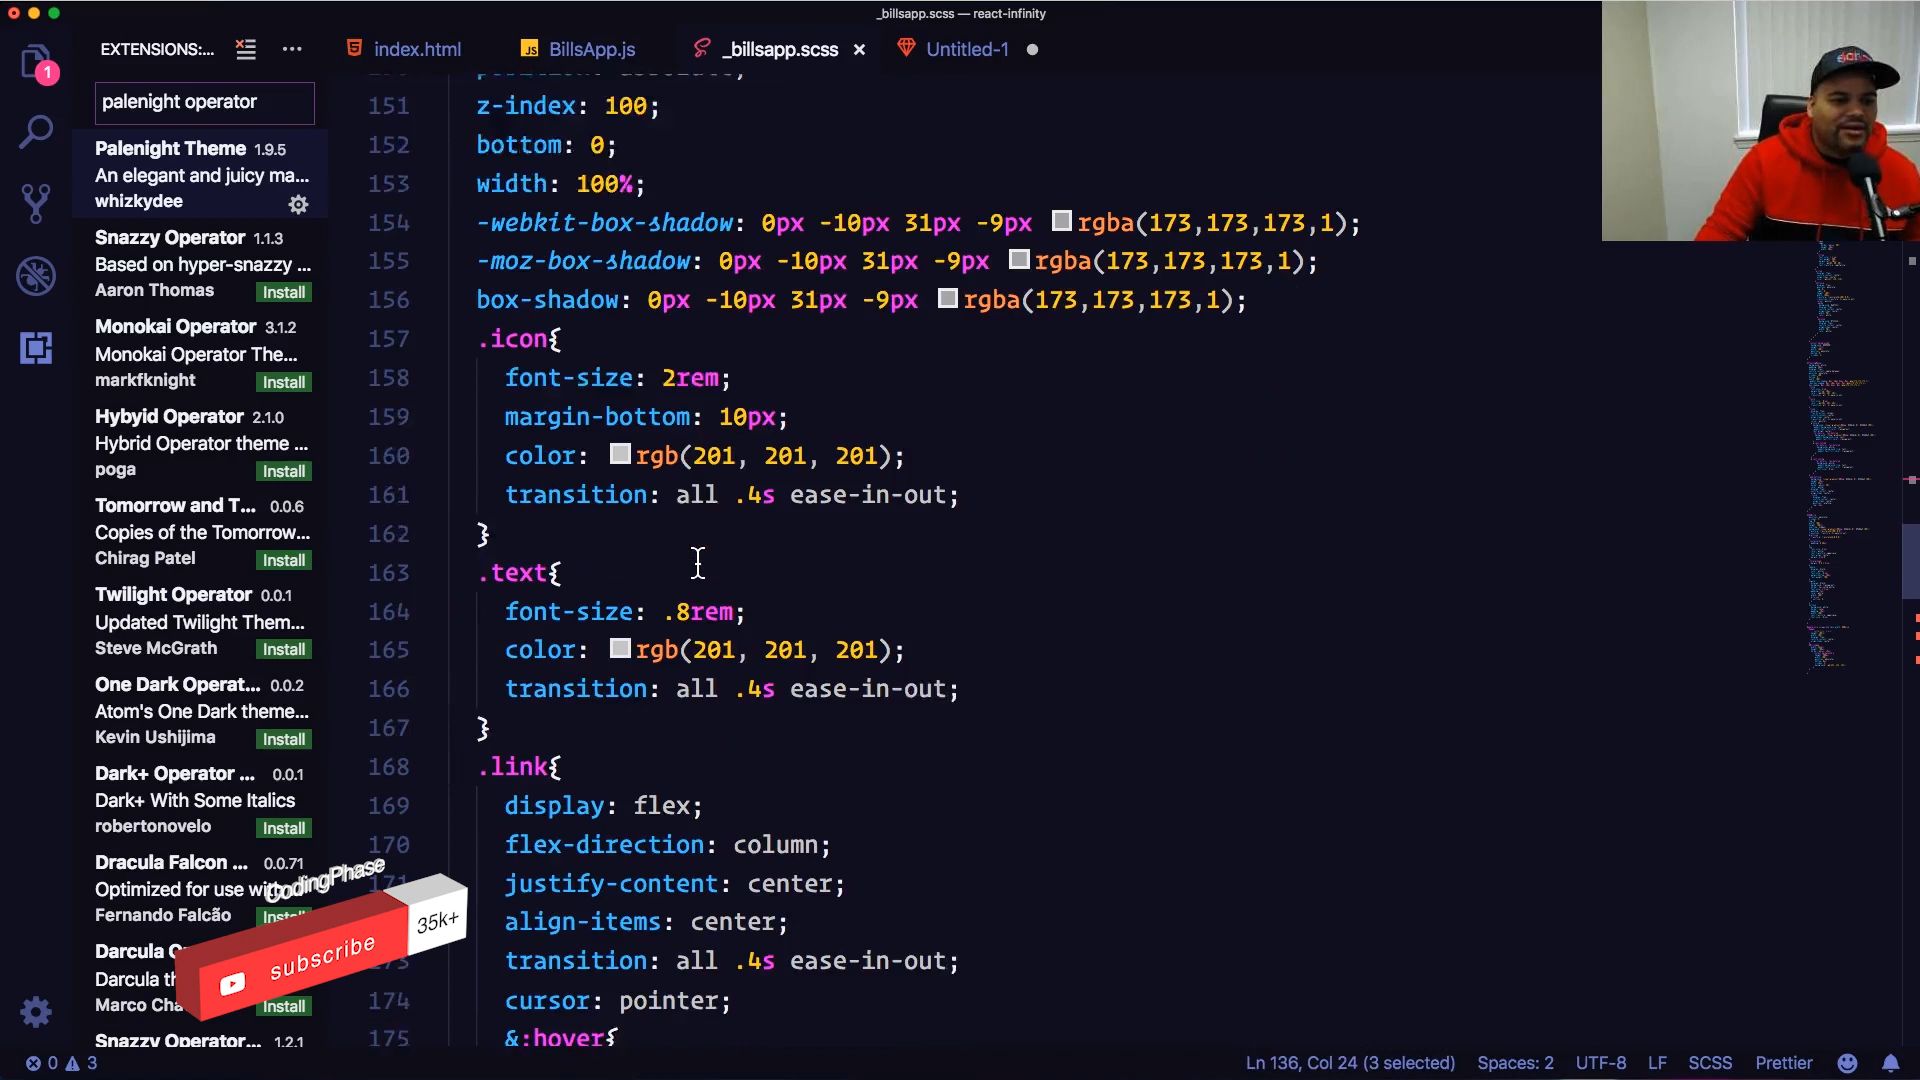 _billsapp.scss — react-infinity
EXTENSIONS:...
index.html
JS BillsApp.js
_billsapp.scss
Untitled-1
1
palenight operator
Palenight Theme 1.9.5
An elegant and juicy ma...
whizkydee
Snazzy Operator 1.1.3
Based on hyper-snazzy ...
Aaron Thomas Install
Monokai Operator 3.1.2
Monokai Operator The...
markfknight Install
Hybyid Operator 2.1.0
Hybrid Operator theme ...
poga Install
Tomorrow and T... 0.0.6
Copies of the Tomorrow...
Chirag Patel Install
Twilight Operator 0.0.1
Updated Twilight Them...
Steve McGrath Install
One Dark Operat... 0.0.2
Atom's One Dark theme...
Kevin Ushijima Install
Dark+ Operator ... 0.0.1
Dark+ With Some Italics
robertonovelo Install
Dracula Falcon ... 0.0.71
Optimized for use
Fernando Falcão
Marco Cha Install
Snazzy Operator... 1.2.1
151 z-index: 100;
152 bottom: 0;
153 width: 100%;
154 -webkit-box-shadow: 0px -10px 31px -9px rgba(173,173,173,1);
155 -moz-box-shadow: 0px -10px 31px -9px rgba(173,173,173,1);
156 box-shadow: 0px -10px 31px -9px rgba(173,173,173,1);
157 .icon{
158 font-size: 2rem;
159 margin-bottom: 10px;
160 color: rgb(201, 201, 201);
161 transition: all .4s ease-in-out;
162 }
163 .text{
164 font-size: .8rem;
165 color: rgb(201, 201, 201);
166 transition: all .4s ease-in-out;
167 }
168 .link{
169 display: flex;
170 flex-direction: column;
justify-content: center;
align-items: center;
transition: all .4s ease-in-out;
174 cursor: pointer;
175 &:hover{
CodingPhase
subscribe 35k+
0 3
Ln 136, Col 24 (3 selected) Spaces: 2 UTF-8 LF SCSS Prettier